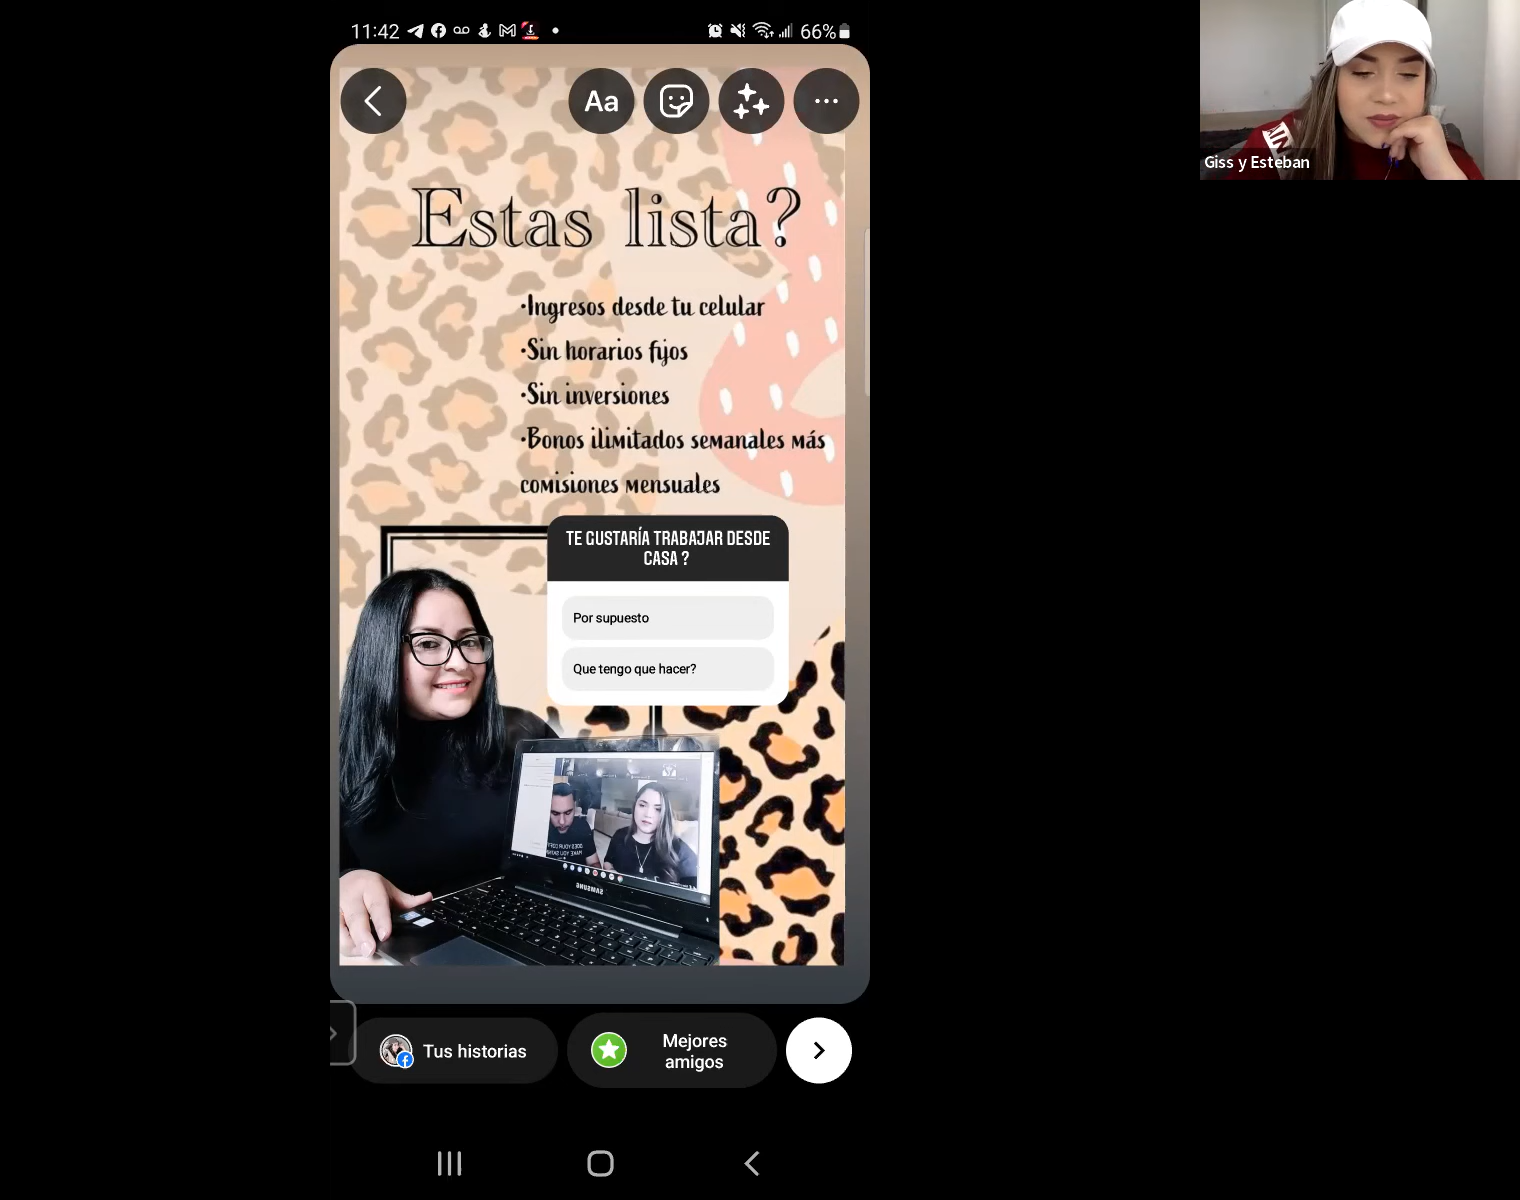 11:42
66%
Aa
Estas lista?
•Ingresos desde tu celular
•Sin horarios fijos
•Sin inversiones
•Bonos ilimitados semanales más
comisiones mensuales
TE GUSTARÍA TRABAJAR DESDE
CASA ?
Por supuesto
Que tengo que hacer?
SAMSUNG
Tus historias
Mejores
amigos
Giss y Esteban